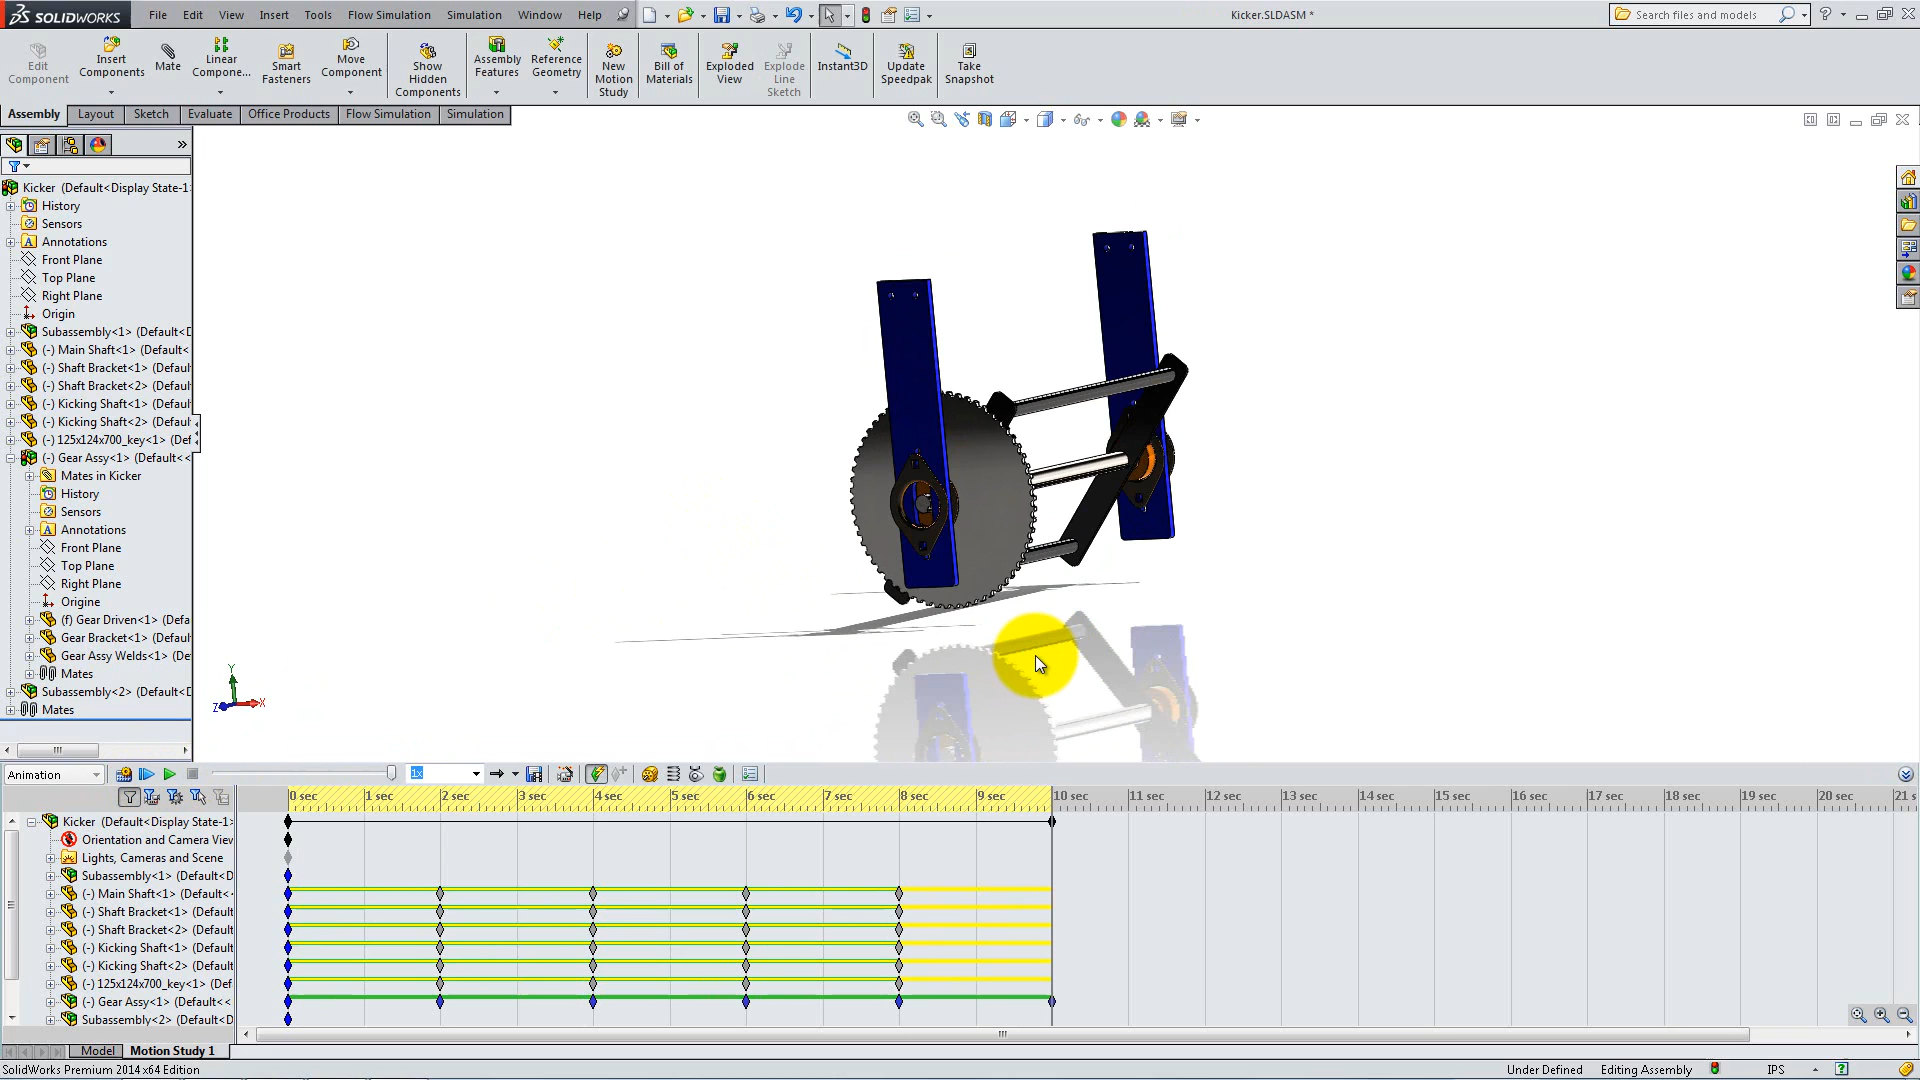 SOLIDWORKS
File Edit View Insert Tools Flow Simulation Simulation Window Help
Kicker.SLDASM *
Search files and models
Edit Component
Insert Components
Mate
Linear Compone...
Smart Fasteners
Move Component
Show Hidden Components
Assembly Features
Reference Geometry
New Motion Study
Bill of Materials
Exploded View
Explode Line Sketch
Instant3D
Update Speedpak
Take Snapshot
Assembly Layout Sketch Evaluate Office Products Flow Simulation Simulation
Kicker (Default<Display State-1>
History
Sensors
Annotations
Front Plane
Top Plane
Right Plane
Origin
Subassembly<1> (Default<D
(-) Main Shaft<1> (Default<
(-) Shaft Bracket<1> (Default
(-) Shaft Bracket<2> (Default
(-) Kicking Shaft<1> (Default
(-) Kicking Shaft<2> (Default
(-) 125x124x700_key<1> (Def
(-) Gear Assy<1> (Default<<
Mates in Kicker
History
Sensors
Annotations
Front Plane
Top Plane
Right Plane
Origine
(f) Gear Driven<1> (Defa
Gear Bracket<1> (Defau
Gear Assy Welds<1> (De
Mates
Subassembly<2> (Default<D
Mates
Y
Z X
Animation
1x
0 sec 1 sec 2 sec 3 sec 4 sec 5 sec 6 sec 7 sec 8 sec 9 sec 10 sec 11 sec 12 sec 13 sec 14 sec 15 sec 16 sec 17 sec 18 sec 19 sec 20 sec 21 s
Kicker (Default<Display State-1>
Orientation and Camera View
Lights, Cameras and Scene
Subassembly<1> (Default<D
(-) Main Shaft<1> (Default<
(-) Shaft Bracket<1> (Default
(-) Shaft Bracket<2> (Default
(-) Kicking Shaft<1> (Default
(-) Kicking Shaft<2> (Default
(-) 125x124x700_key<1> (Def
(-) Gear Assy<1> (Default<<
Subassembly<2> (Default<D
Model Motion Study 1
SolidWorks Premium 2014 x64 Edition
Under Defined Editing Assembly IPS